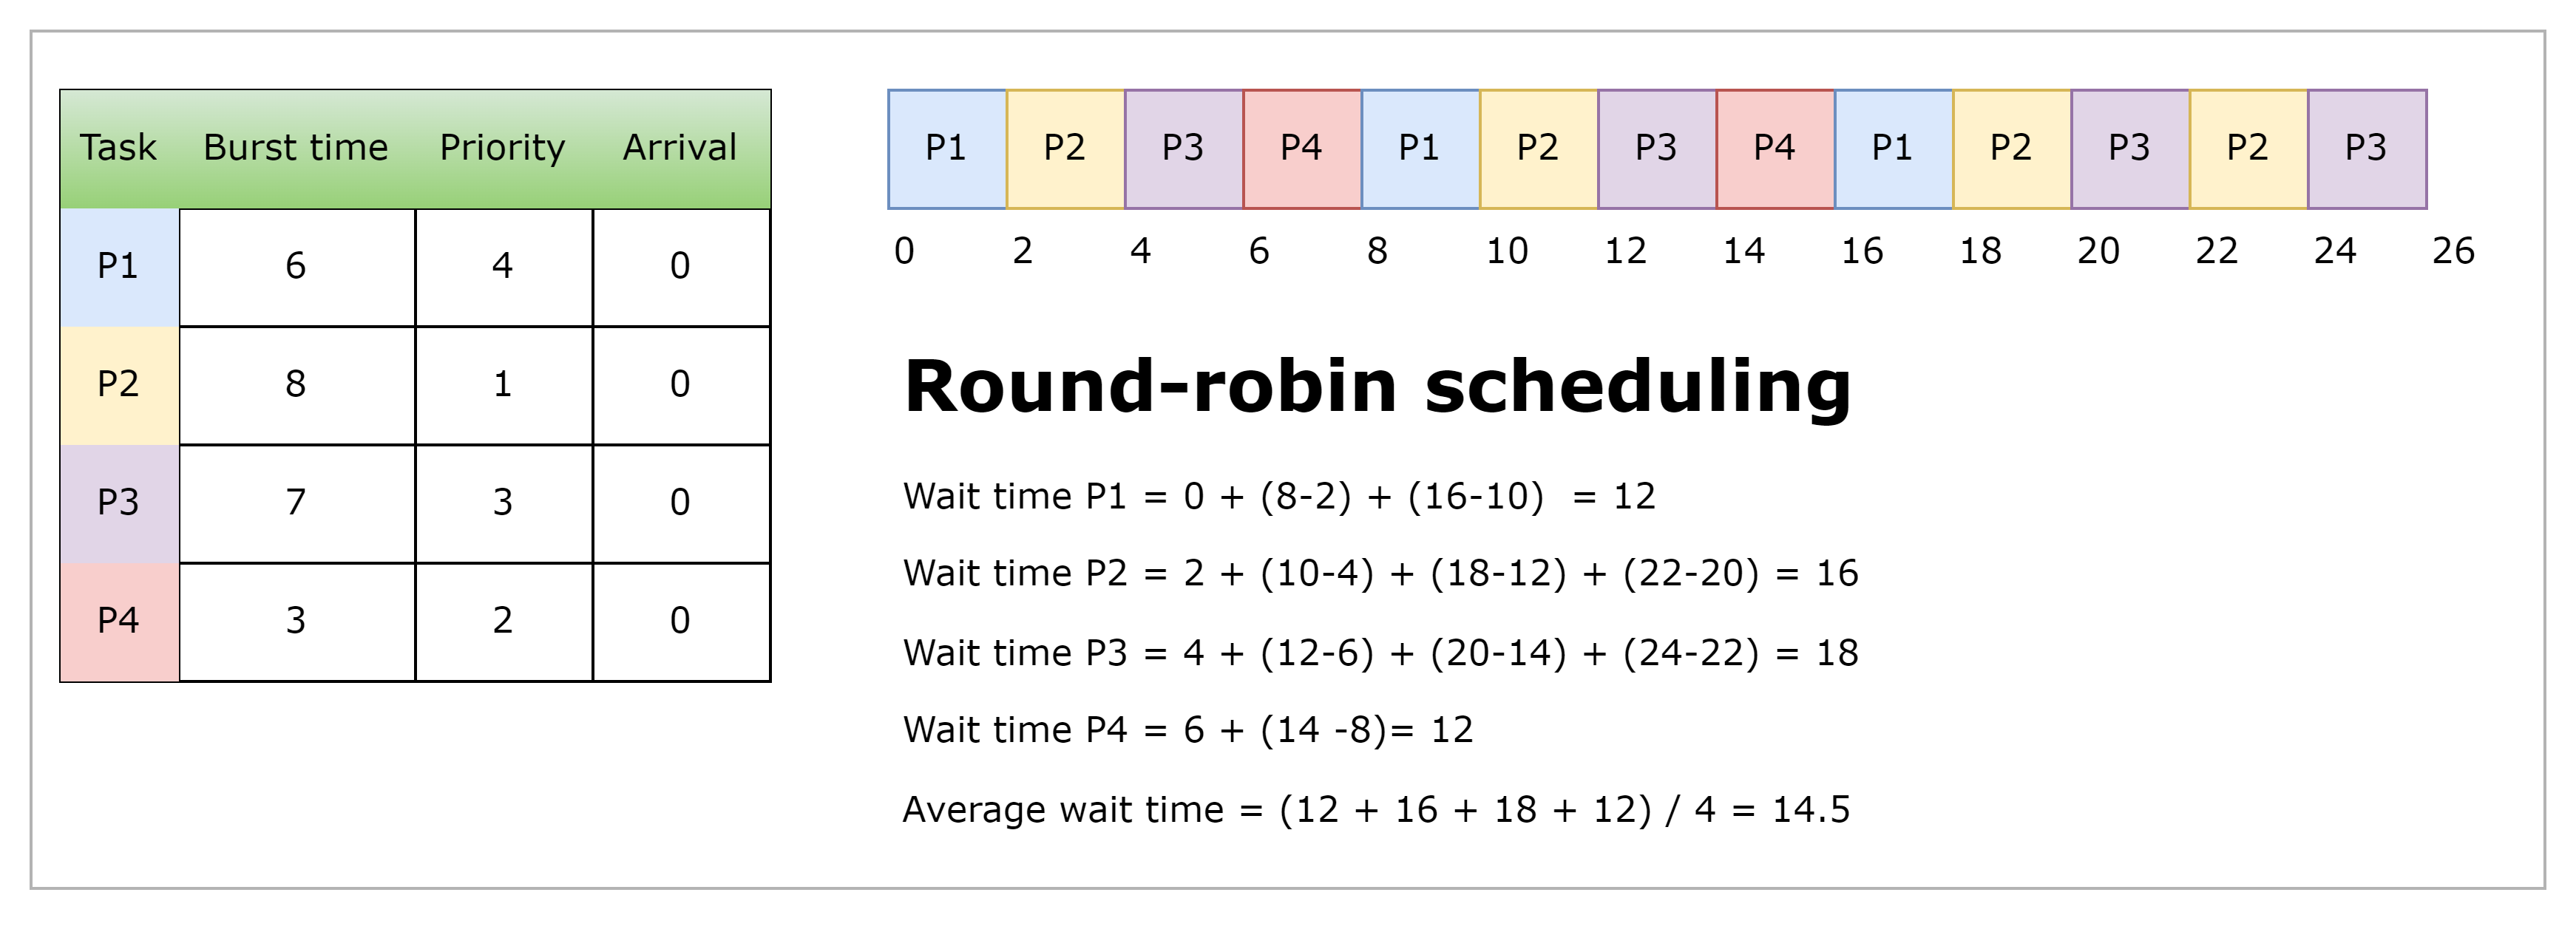 Task Burst time Priority Arrival
P1 6 4 0
P2 8 1 0
P3 7 3 0
P4 3 2 0
P1 P2 P3 P4 P1 P2 P3 P4 P1 P2 P3 P2 P3
0 2 4 6 8 10 12 14 16 18 20 22 24 26
Round-robin scheduling
Wait time P1 = 0 + (8-2) + (16-10)  = 12
Wait time P2 = 2 + (10-4) + (18-12) + (22-20) = 16
Wait time P3 = 4 + (12-6) + (20-14) + (24-22) = 18
Wait time P4 = 6 + (14 -8)= 12
Average wait time = (12 + 16 + 18 + 12) / 4 = 14.5